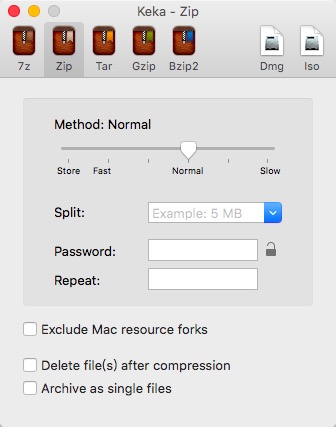 Keka - Zip
7z Zip Tar Gzip Bzip2 Dmg Iso
Method: Normal
Store Fast Normal Slow
Split: Example: 5 MB
Password:
Repeat:
Exclude Mac resource forks
Delete file(s) after compression
Archive as single files